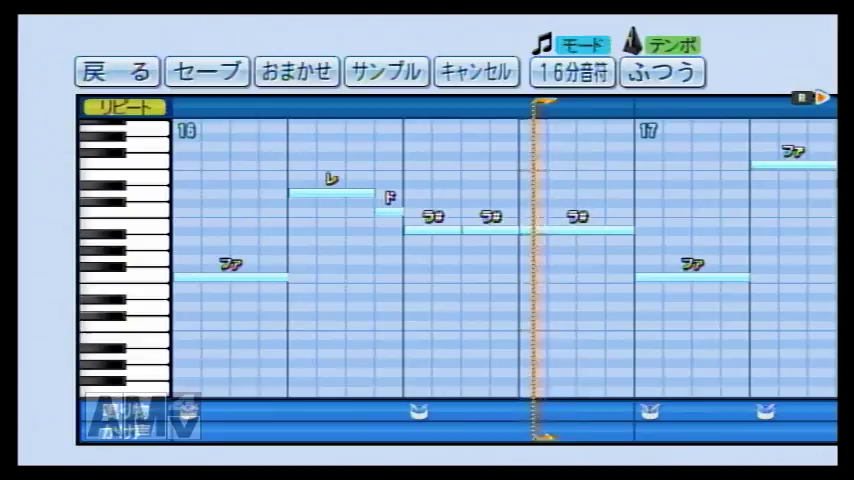 モード テンポ
戻る セーブ おまかせ サンプル キャンセル 16分音符 ふつう
リピート R
16 17
ファ
レ
ド
ラ# ラ# ラ#
ファ ファ
AMV